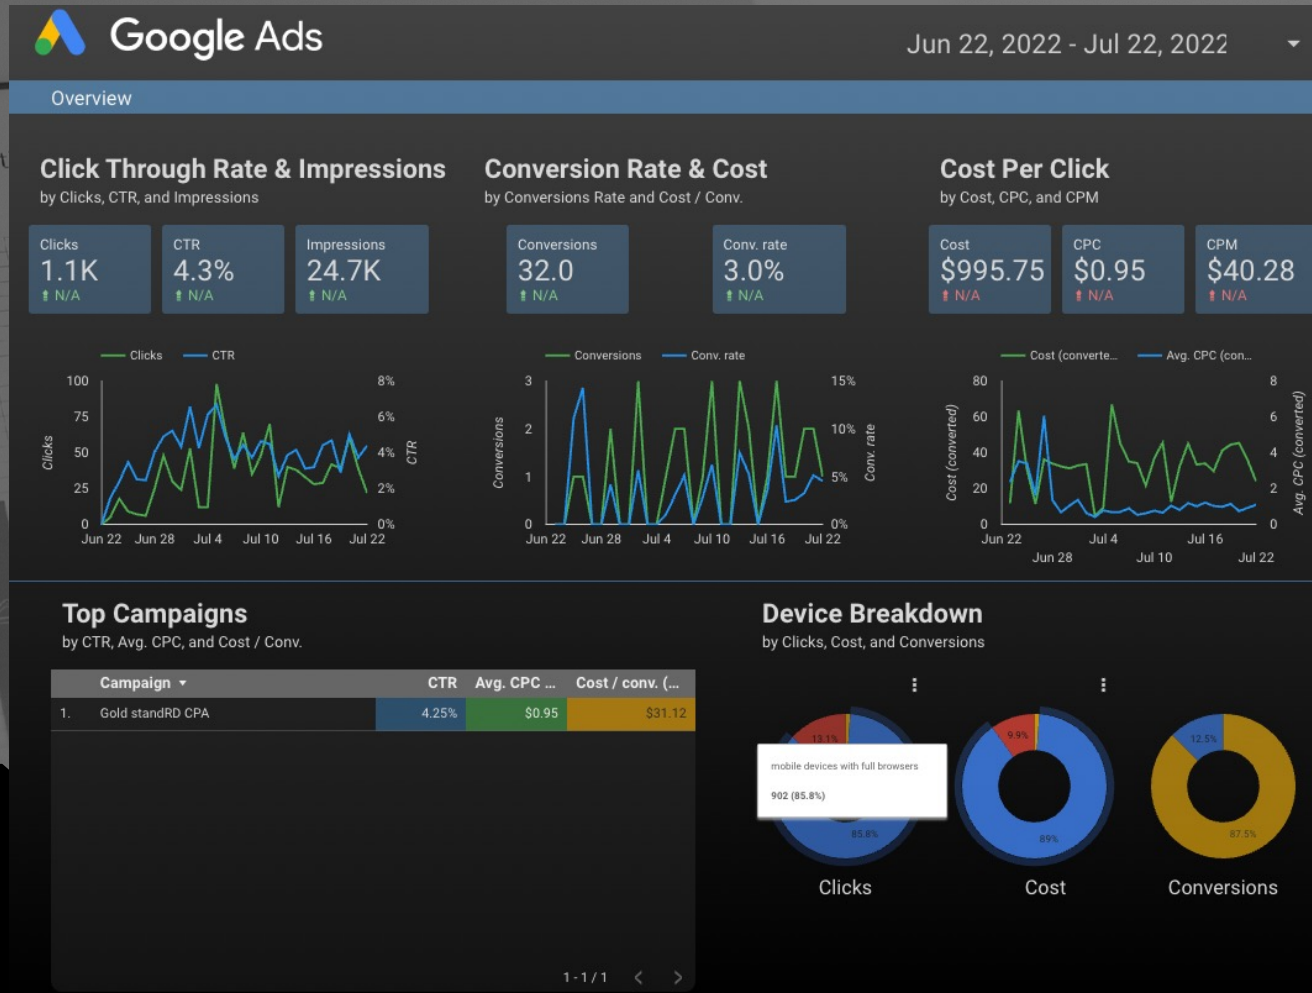 Google Ads
Jun 22, 2022 - Jul 22, 2022
Overview
Click Through Rate & Impressions
by Clicks, CTR, and Impressions
Clicks
1.1K
N/A
CTR
4.3%
N/A
Impressions
24.7K
N/A
Clicks CTR
100
75
50
25
0
Clicks
8%
6%
4%
2%
0%
CTR
Jun 22 Jun 28 Jul 4 Jul 10 Jul 16 Jul 22
Conversion Rate & Cost
by Conversions Rate and Cost / Conv.
Conversions
32.0
N/A
Conv. rate
3.0%
N/A
Conversions Conv. rate
3
2
1
0
Conversions
15%
10%
5%
0%
Conv. rate
Jun 22 Jun 28 Jul 4 Jul 10 Jul 16 Jul 22
Cost Per Click
by Cost, CPC, and CPM
Cost
$995.75
N/A
CPC
$0.95
N/A
CPM
$40.28
N/A
Cost (converte... Avg. CPC (con...
80
60
40
20
0
Cost (converted)
8
6
4
2
0
Avg. CPC (converted)
Jun 22 Jul 4 Jul 16
Jun 28 Jul 10 Jul 22
Top Campaigns
by CTR, Avg. CPC, and Cost / Conv.
Campaign CTR Avg. CPC ... Cost / conv. (...
1. Gold standRD CPA 4.25% $0.95 $31.12
1 - 1 / 1
Device Breakdown
by Clicks, Cost, and Conversions
13.1%
mobile devices with full browsers
902 (85.8%)
85.8%
Clicks
9.9%
89%
Cost
12.5%
87.5%
Conversions